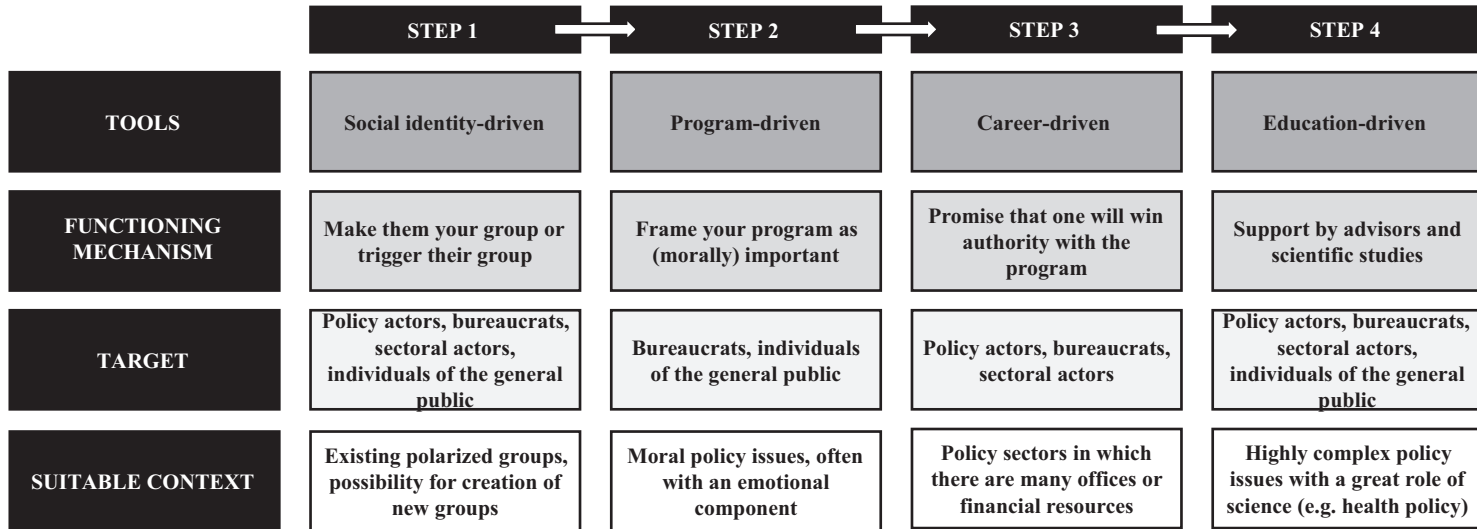 STEP 1
STEP 2
STEP 3
STEP 4
TOOLS
Social identity-driven
Program-driven
Career-driven
Education-driven
FUNCTIONING
MECHANISM
Make them your group or
trigger their group
Frame your program as
(morally) important
Promise that one will win
authority with the
program
Support by advisors and
scientific studies
TARGET
Policy actors, bureaucrats,
sectoral actors,
individuals of the general
public
Bureaucrats, individuals
of the general public
Policy actors, bureaucrats,
sectoral actors
Policy actors, bureaucrats,
sectoral actors,
individuals of the general
public
SUITABLE CONTEXT
Existing polarized groups,
possibility for creation of
new groups
Moral policy issues, often
with an emotional
component
Policy sectors in which
there are many offices or
financial resources
Highly complex policy
issues with a great role of
science (e.g. health policy)